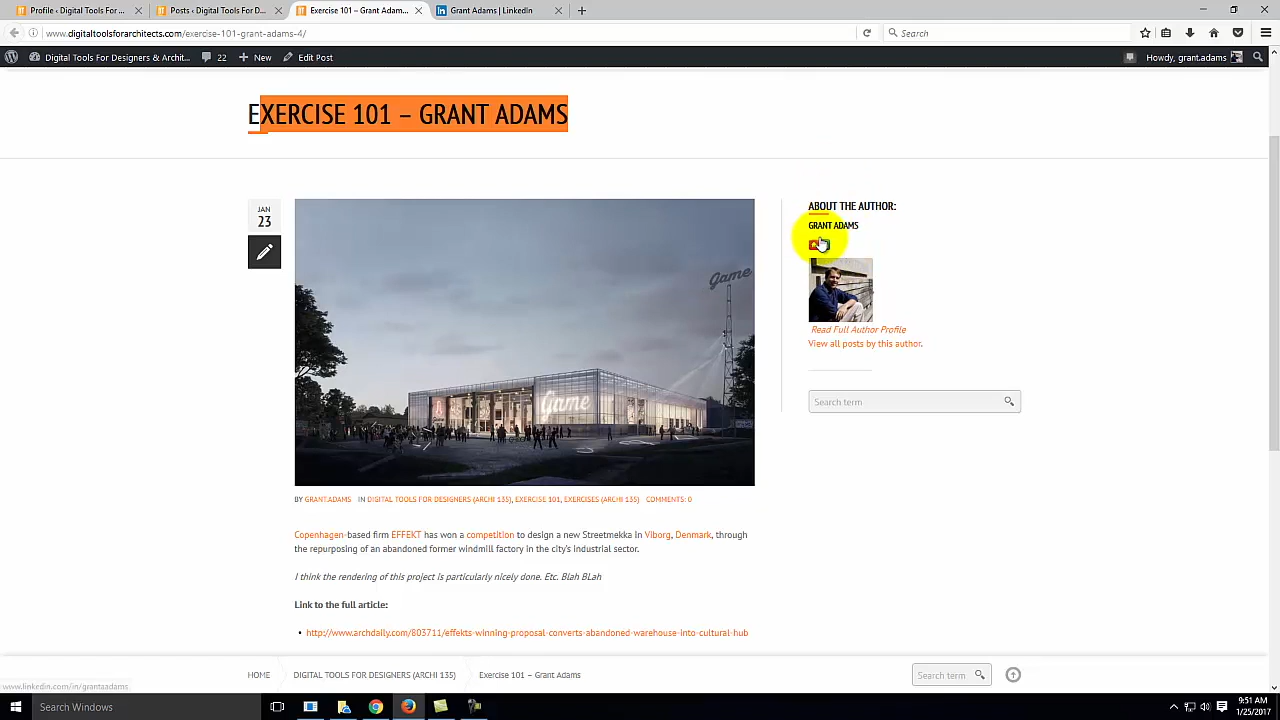 Profile ‹ Digital Tools For ...
Posts ‹ Digital Tools For D...
Exercise 101 – Grant Adam...
Grant Adams | LinkedIn
www.digitaltoolsforarchitects.com/exercise-101-grant-adams-4/
Search
Digital Tools For Designers & Archit...
22
New
Edit Post
Howdy, grant.adams
EXERCISE 101 – GRANT ADAMS
JAN
23
Game
Game
ABOUT THE AUTHOR:
GRANT ADAMS
Read Full Author Profile
View all posts by this author.
Search term
BY GRANT.ADAMS IN DIGITAL TOOLS FOR DESIGNERS (ARCHI 135), EXERCISE 101, EXERCISES (ARCHI 135) COMMENTS: 0
Copenhagen-based firm EFFEKT has won a competition to design a new Streetmekka in Viborg, Denmark, through
the repurposing of an abandoned former windmill factory in the city's industrial sector.
I think the rendering of this project is particularly nicely done. Etc. Blah BLah
Link to the full article:
• http://www.archdaily.com/803711/effekts-winning-proposal-converts-abandoned-warehouse-into-cultural-hub
HOME
DIGITAL TOOLS FOR DESIGNERS (ARCHI 135)
Exercise 101 – Grant Adams
Search term
www.linkedin.com/in/grantaadams
Search Windows
9:51 AM
1/25/2017